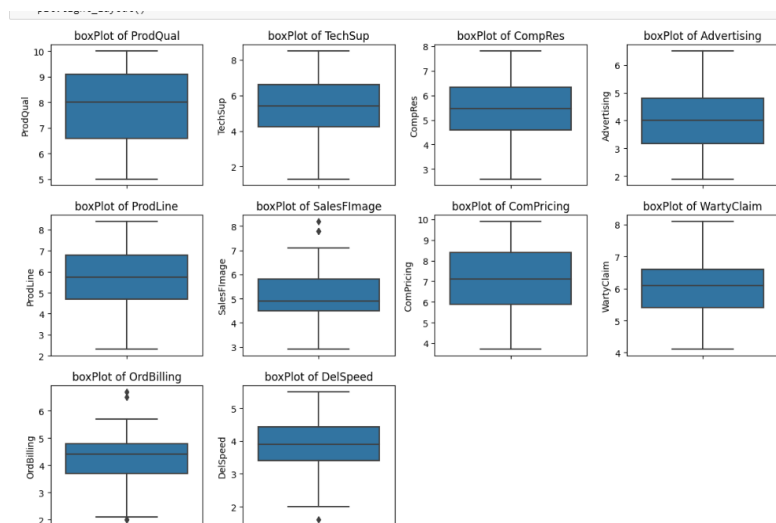 boxPlot of ProdQual
boxPlot of TechSup
boxPlot of CompRes
boxPlot of Advertising
10
9
8
7
6
5
ProdQual
8
6
4
2
TechSup
8
7
6
5
4
3
CompRes
6
5
4
3
2
Advertising
boxPlot of ProdLine
boxPlot of SalesFImage
boxPlot of ComPricing
boxPlot of WartyClaim
8
7
6
5
4
3
2
ProdLine
8
7
6
5
4
3
SalesFImage
10
9
8
7
6
5
4
ComPricing
8
7
6
5
4
WartyClaim
boxPlot of OrdBilling
boxPlot of DelSpeed
6
5
4
3
2
OrdBilling
5
4
3
2
DelSpeed